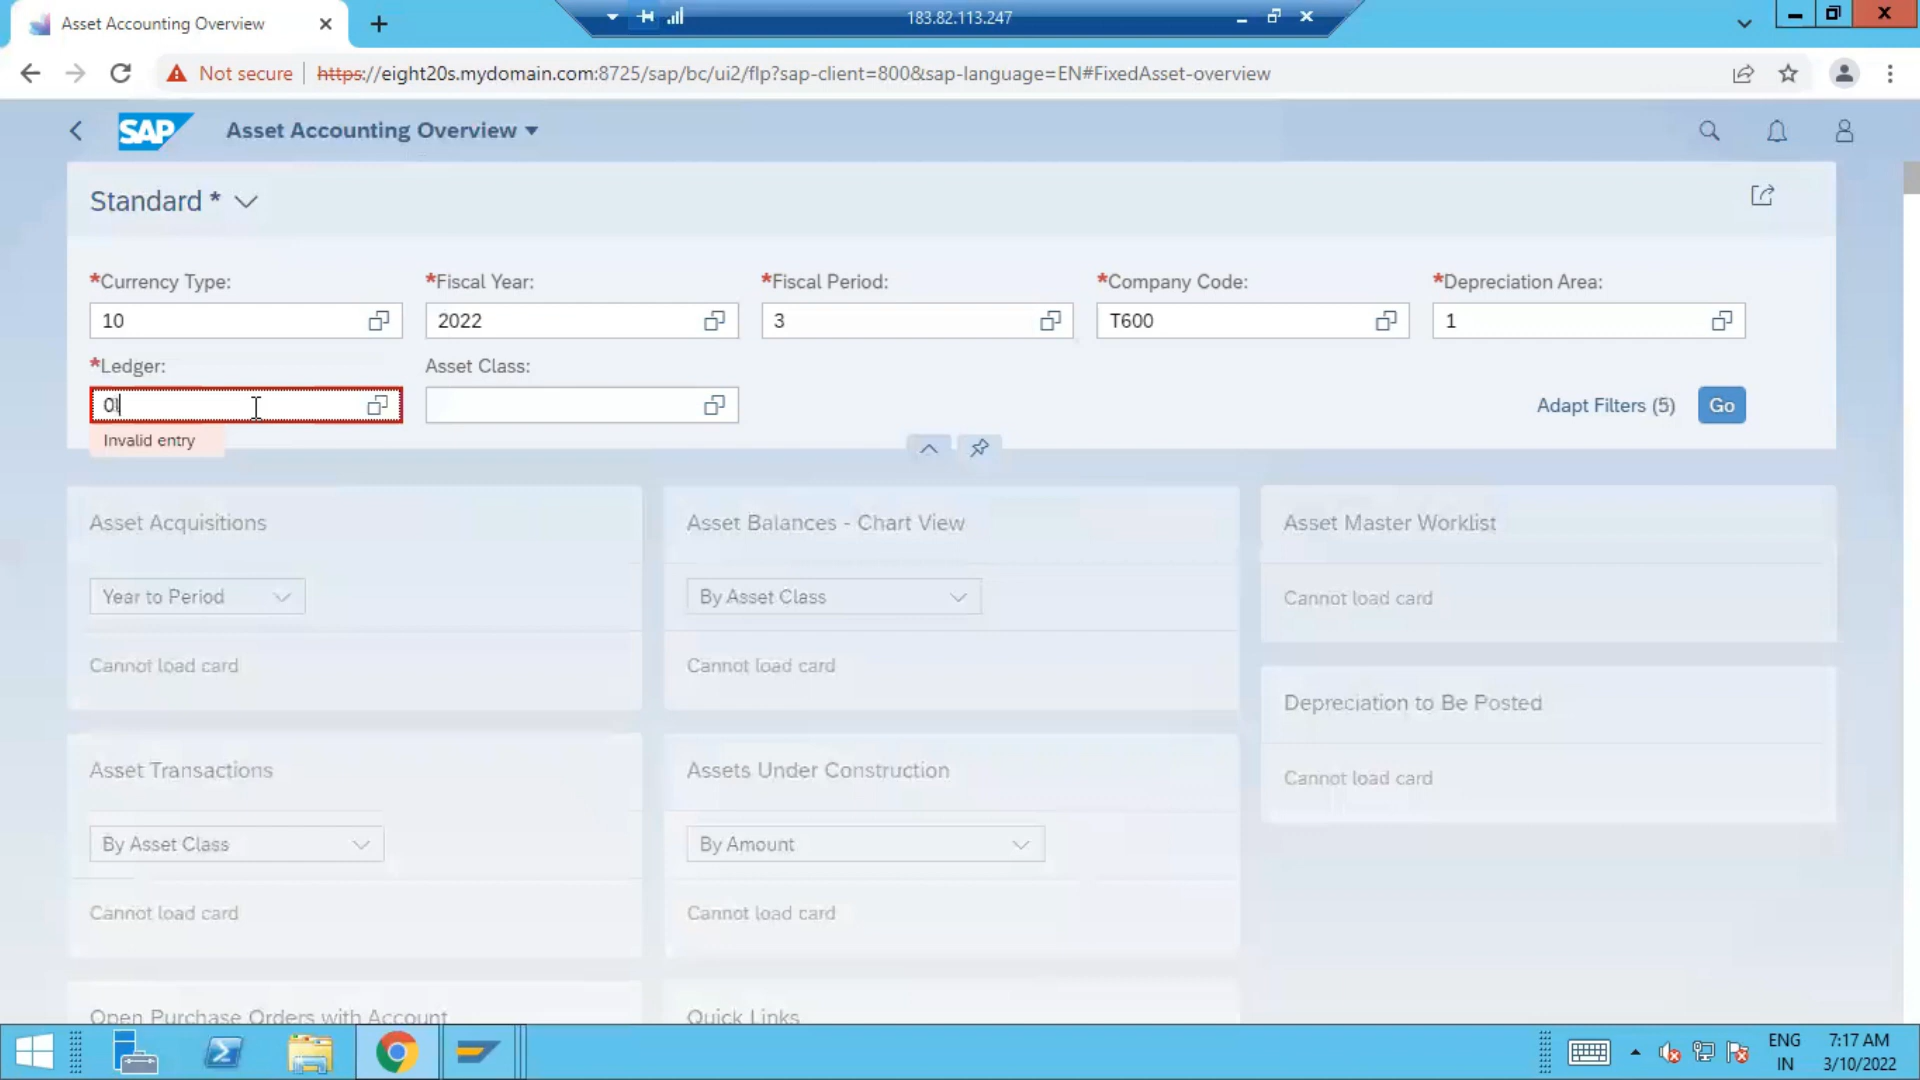 Asset Accounting Overview
183.82.113.247
Not secure
https://eight20s.mydomain.com:8725/sap/bc/ui2/flp?sap-client=800&sap-language=EN#FixedAsset-overview
SAP
Asset Accounting Overview
Standard *
*Currency Type:
*Fiscal Year:
*Fiscal Period:
*Company Code:
*Depreciation Area:
10
2022
3
T600
1
*Ledger:
Asset Class:
0l
Adapt Filters (5)
Go
Invalid entry
Asset Acquisitions
Asset Balances - Chart View
Asset Master Worklist
Year to Period
By Asset Class
Cannot load card
Cannot load card
Cannot load card
Depreciation to Be Posted
Asset Transactions
Assets Under Construction
Cannot load card
By Asset Class
By Amount
Cannot load card
Cannot load card
Open Purchase Orders with Account
Quick Links
ENG
7:17 AM
IN
3/10/2022